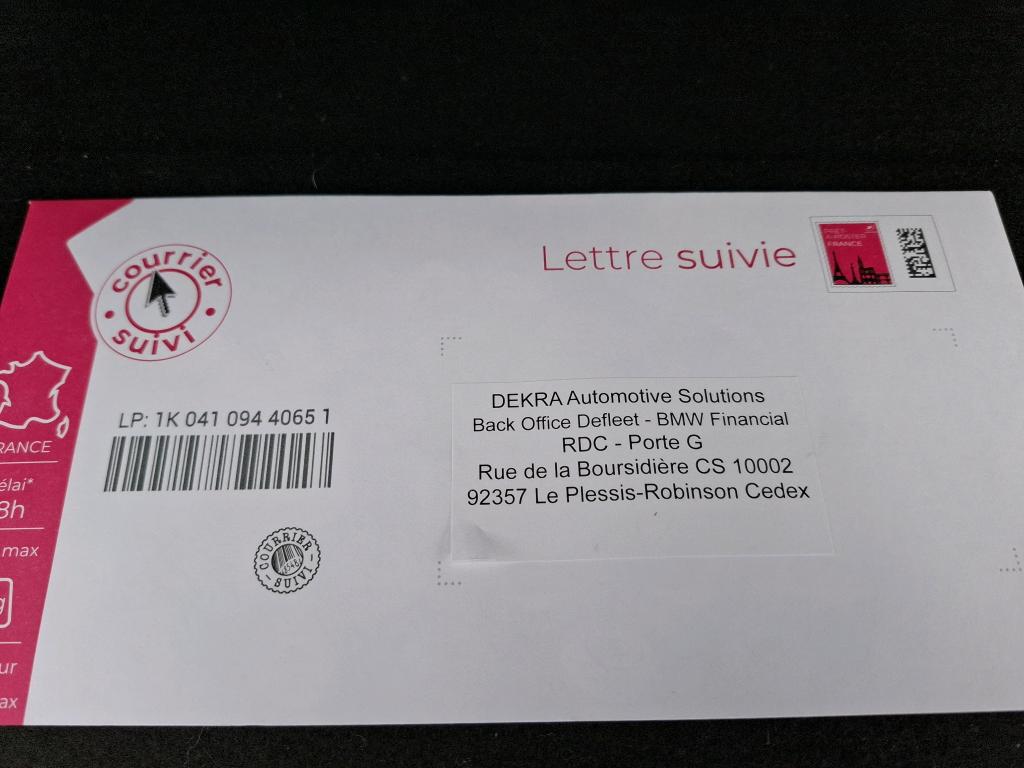 Lettre suivie
PRÊT-
À-POSTER
FRANCE
courrier
suivi
LP: 1K 041 094 4065 1
DEKRA Automotive Solutions
Back Office Defleet - BMW Financial
RDC - Porte G
Rue de la Boursidière CS 10002
92357 Le Plessis-Robinson Cedex
COURRIER
SUIVI
RANCE
élai*
8h
max
g
ur
ax